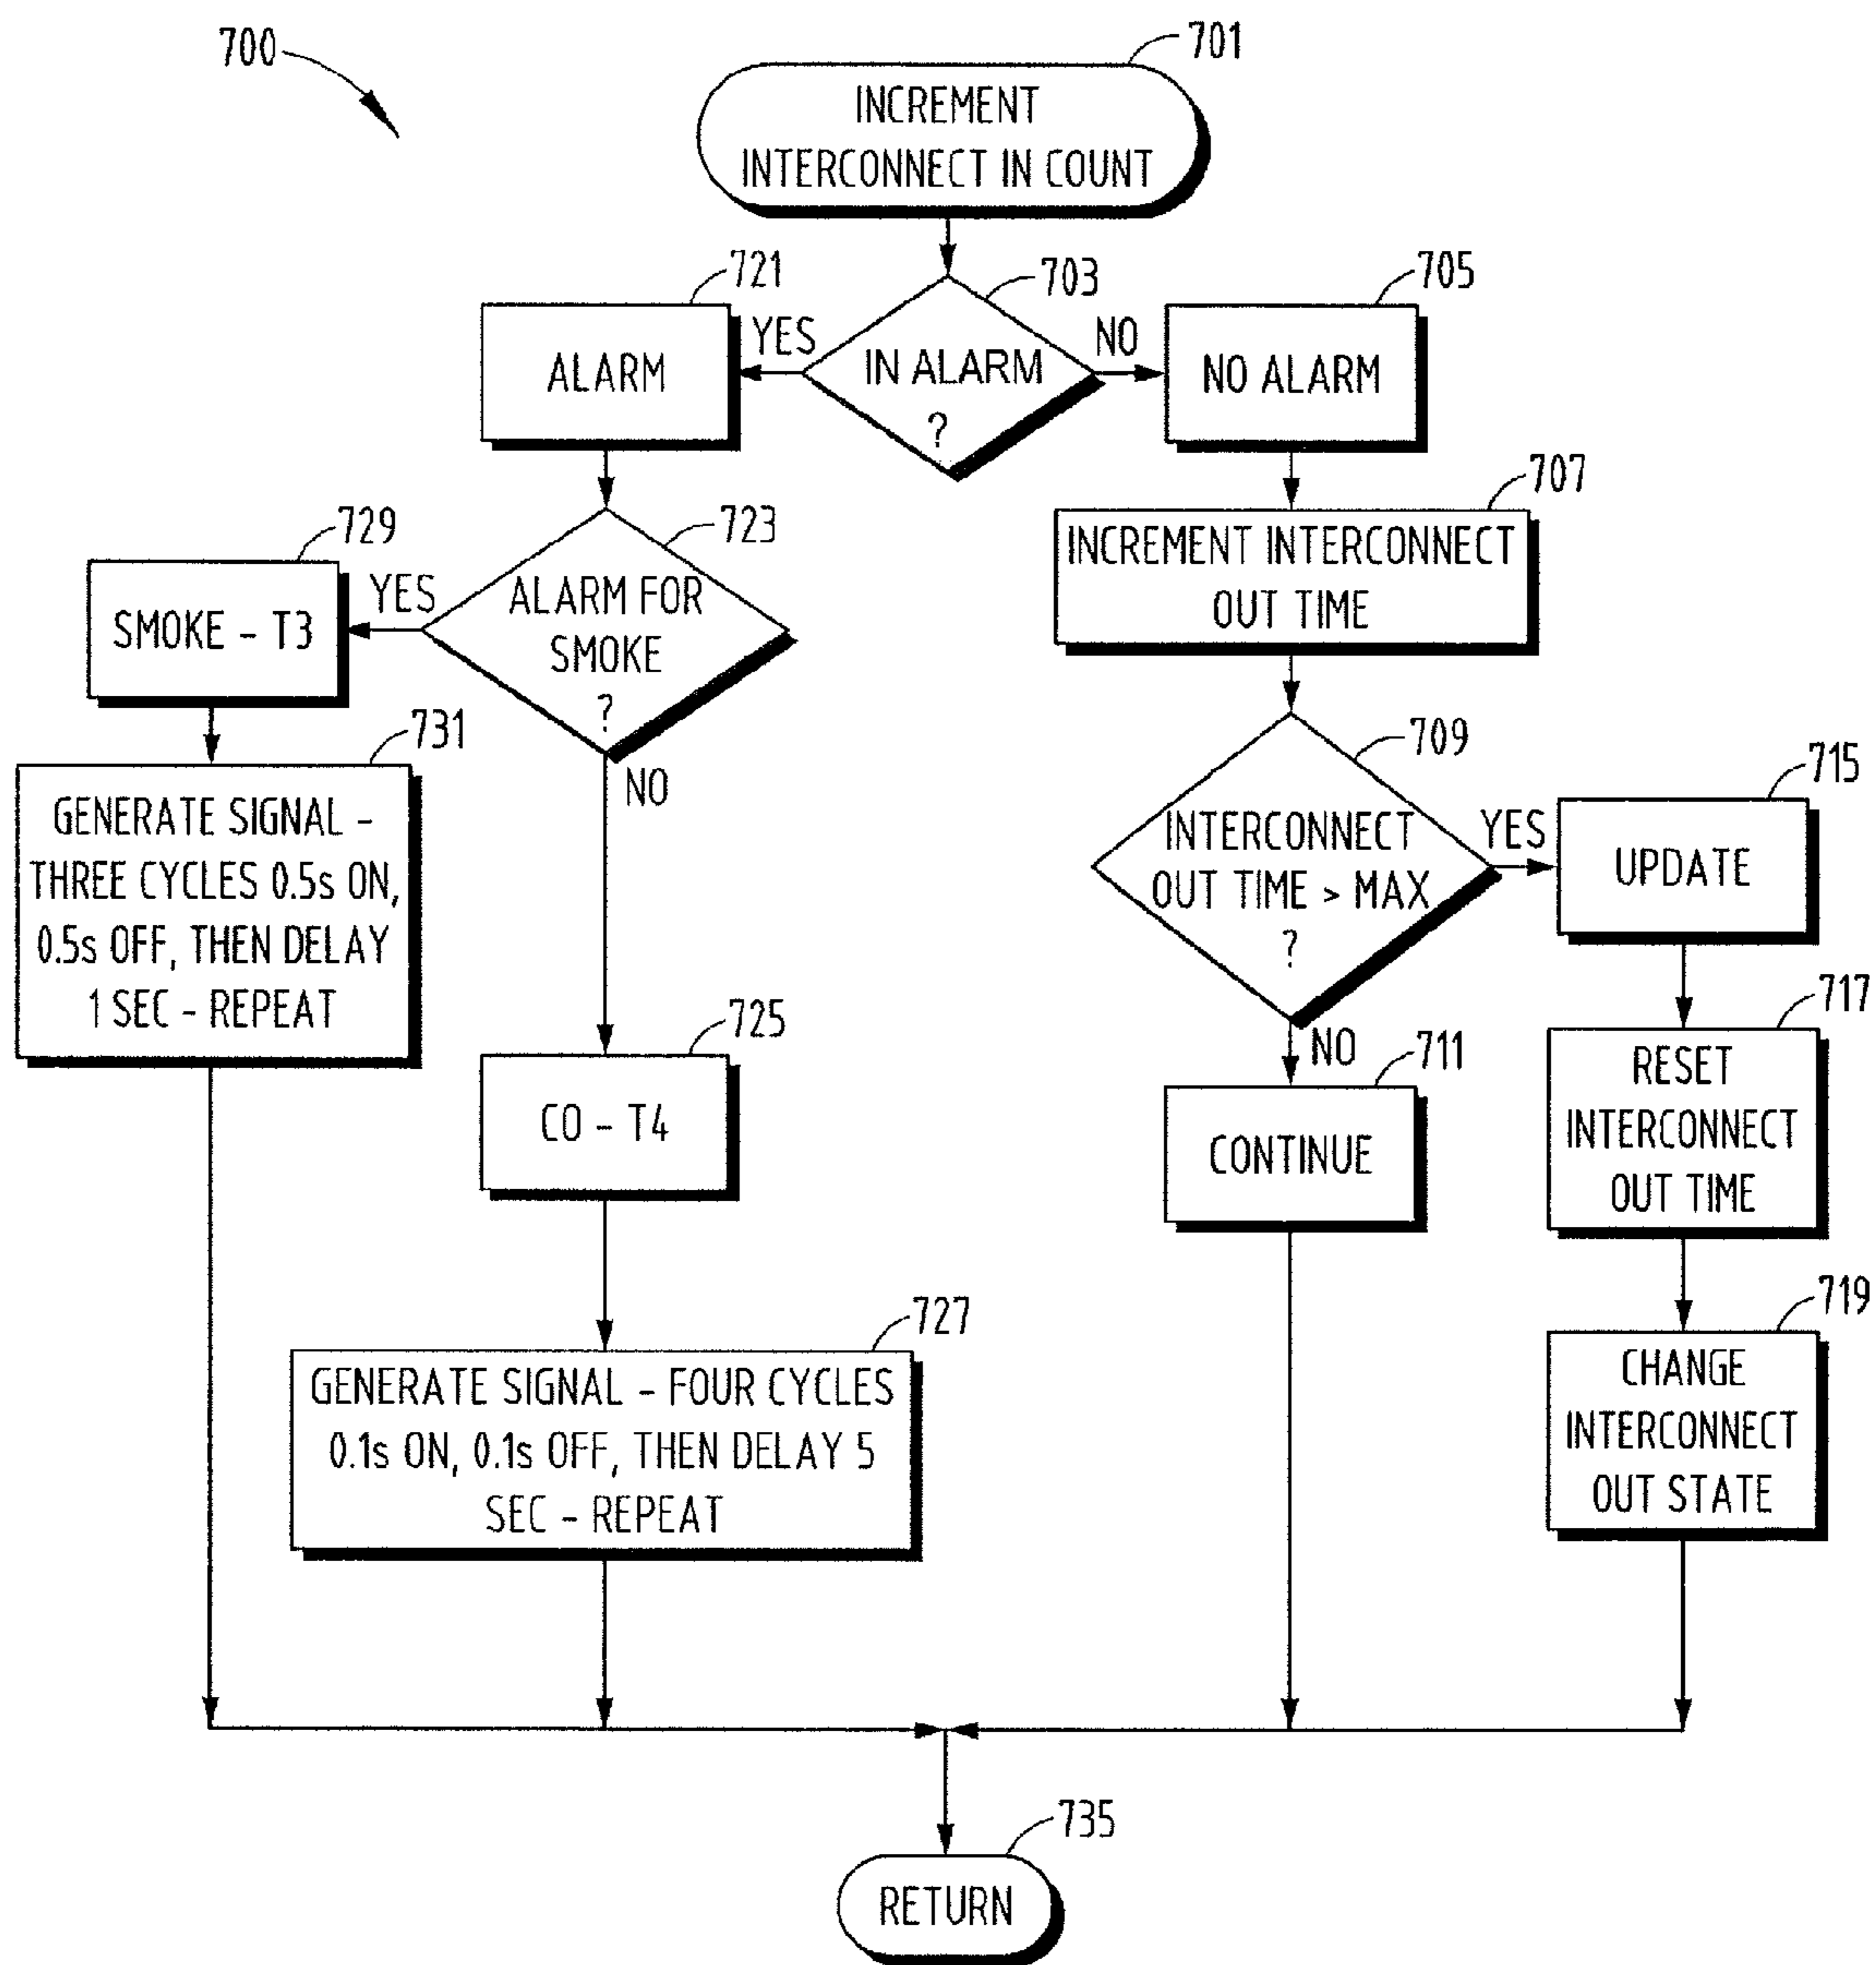 700
701
INCREMENT
INTERCONNECT IN COUNT
721
703
705
ALARM
YES
IN ALARM
?
NO
NO ALARM
707
INCREMENT INTERCONNECT
OUT TIME
729
723
SMOKE - T3
YES
ALARM FOR
SMOKE
?
NO
731
GENERATE SIGNAL -
THREE CYCLES 0.5s ON,
0.5s OFF, THEN DELAY
1 SEC - REPEAT
709
INTERCONNECT
OUT TIME > MAX
?
YES
NO
715
UPDATE
717
RESET
INTERCONNECT
OUT TIME
725
CO - T4
711
CONTINUE
719
CHANGE
INTERCONNECT
OUT STATE
727
GENERATE SIGNAL - FOUR CYCLES
0.1s ON, 0.1s OFF, THEN DELAY 5
SEC - REPEAT
735
RETURN